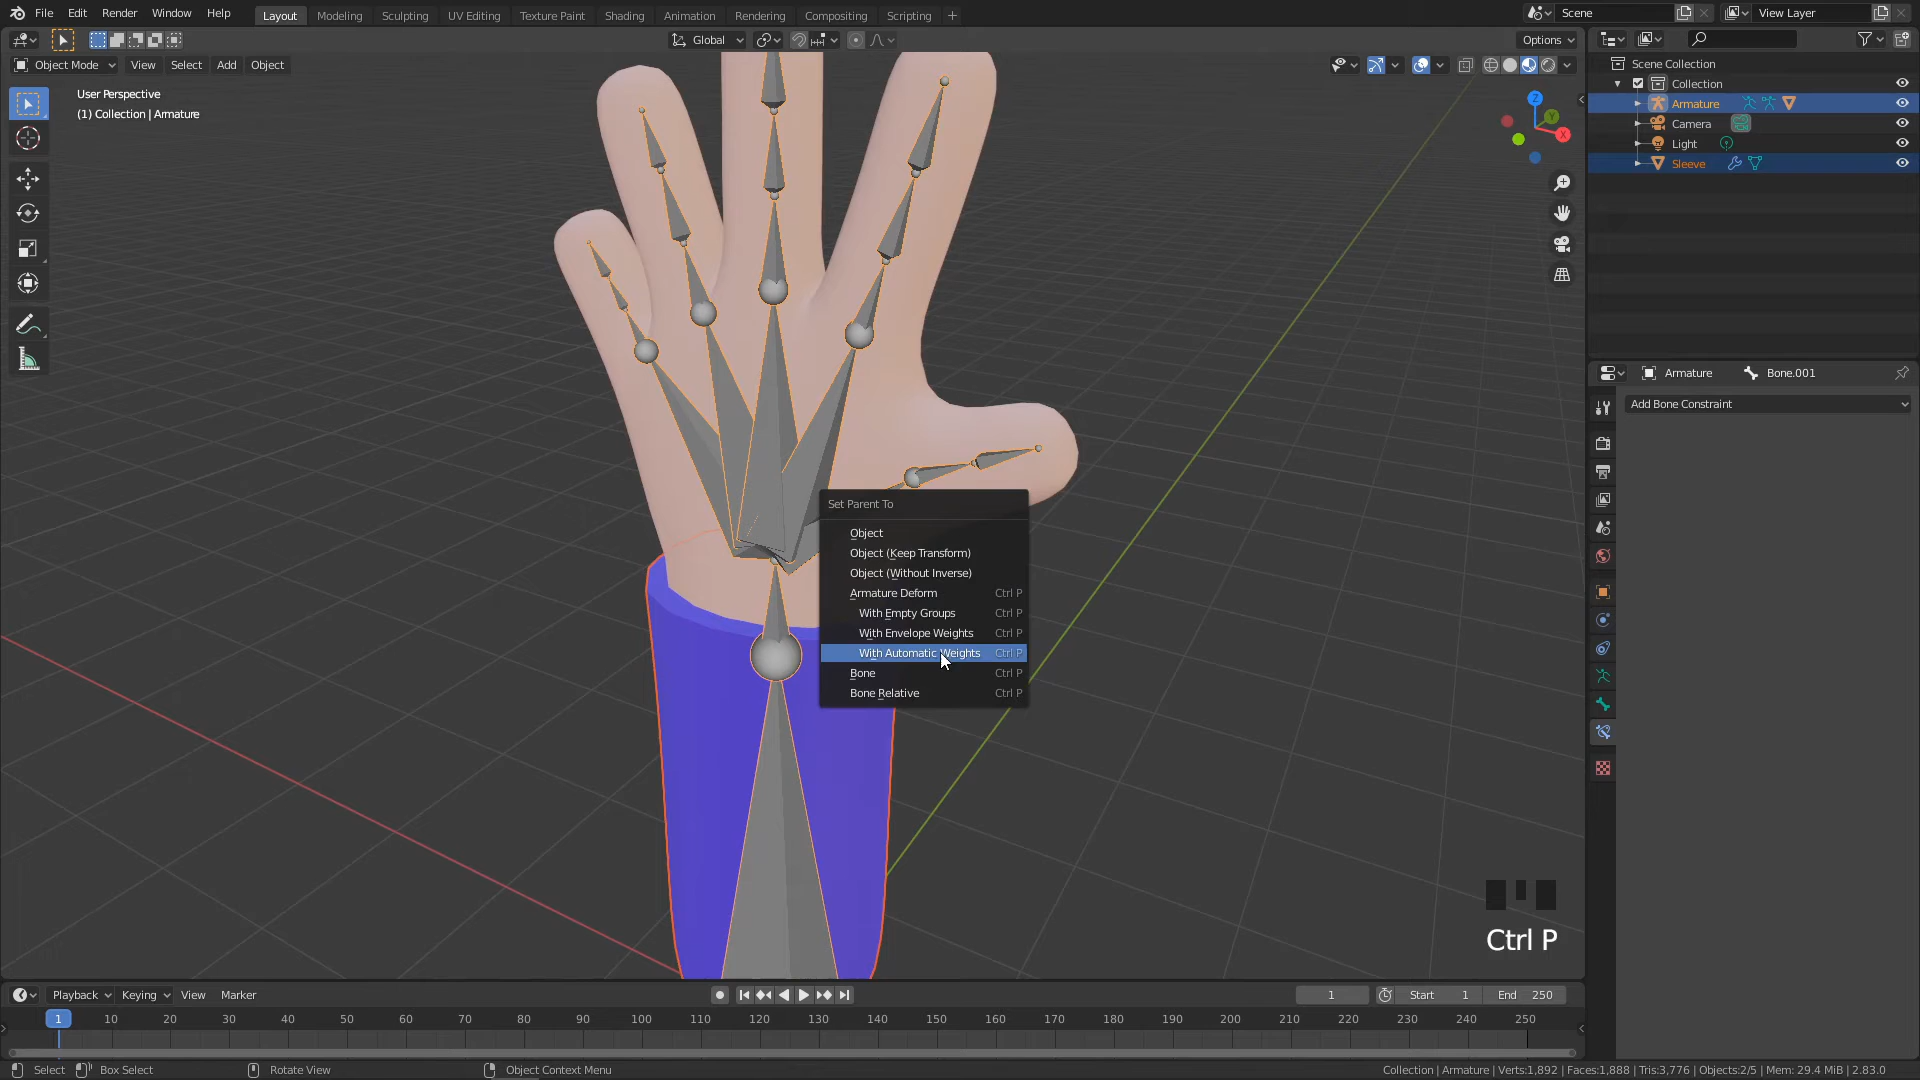 File Edit Render Window Help
Layout Modeling Sculpting UV Editing Texture Paint Shading Animation Rendering Compositing Scripting +
Scene
View Layer
Global
Options
Object Mode View Select Add Object
User Perspective
(1) Collection | Armature
Z
Y
X
Scene Collection
Collection
Armature
Camera
Light
Sleeve
Armature Bone.001
Add Bone Constraint
Set Parent To
Object
Object (Keep Transform)
Object (Without Inverse)
Armature Deform Ctrl P
With Empty Groups Ctrl P
With Envelope Weights Ctrl P
With Automatic Weights Ctrl P
Bone Ctrl P
Bone Relative Ctrl P
Ctrl P
Playback Keying View Marker
1 Start 1 End 250
1 10 20 30 40 50 60 70 80 90 100 110 120 130 140 150 160 170 180 190 200 210 220 230 240 250
Select Box Select Rotate View Object Context Menu
Collection | Armature | Verts:1,892 | Faces:1,888 | Tris:3,776 | Objects:2/5 | Mem: 29.4 MiB | 2.83.0